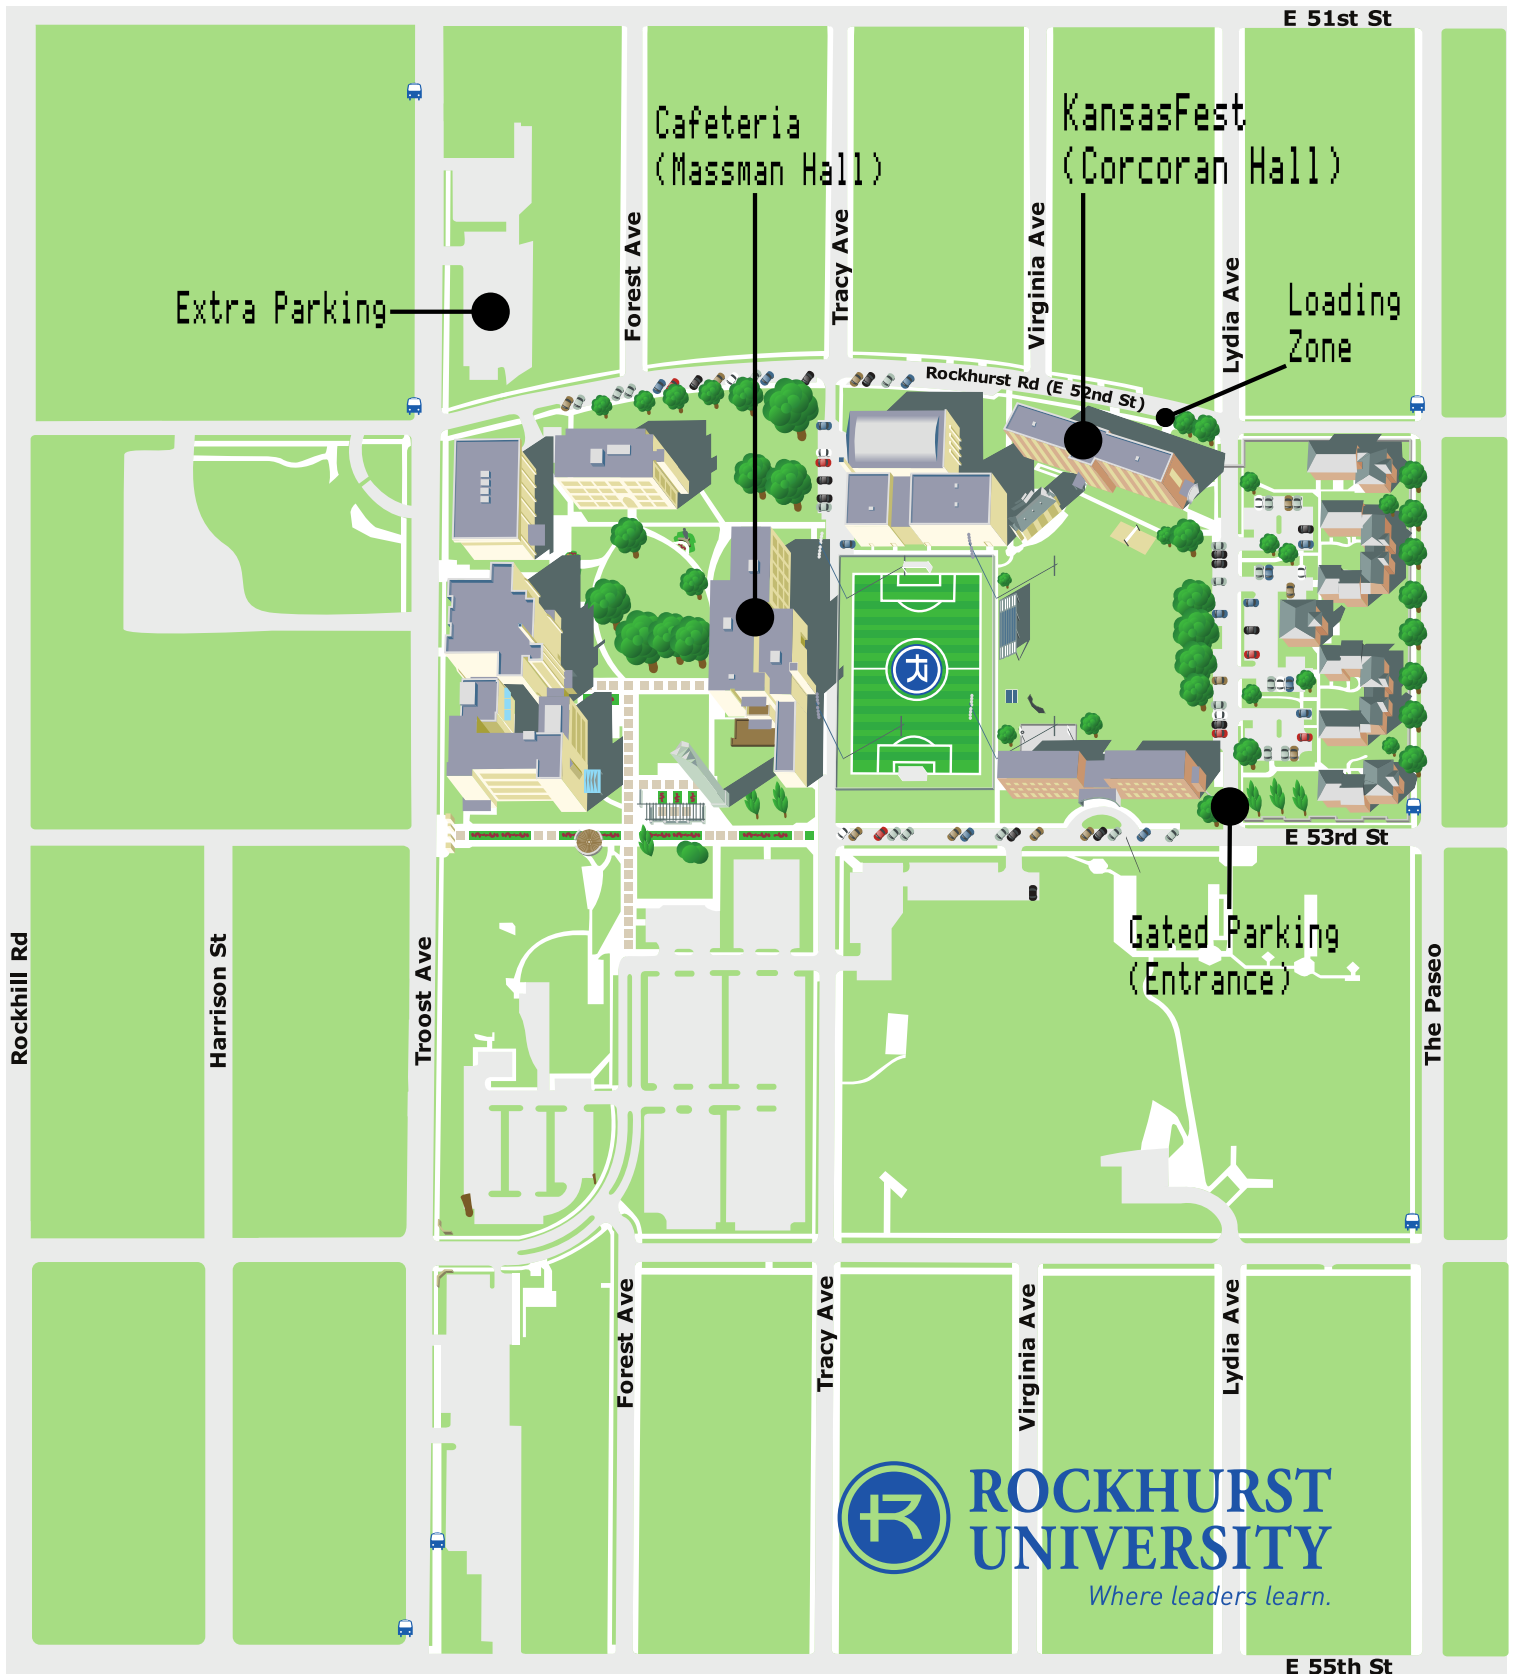 E 51st St
Cafeteria
(Massman Hall)
KansasFest
(Corcoran Hall)
Extra Parking
Forest Ave
Tracy Ave
Virginia Ave
Lydia Ave
Loading
Zone
Rockhurst Rd (E 52nd St)
E 53rd St
Gated Parking
(Entrance)
Rockhill Rd
Harrison St
Troost Ave
The Paseo
Forest Ave
Tracy Ave
Virginia Ave
Lydia Ave
ROCKHURST
UNIVERSITY
Where leaders learn.
E 55th St